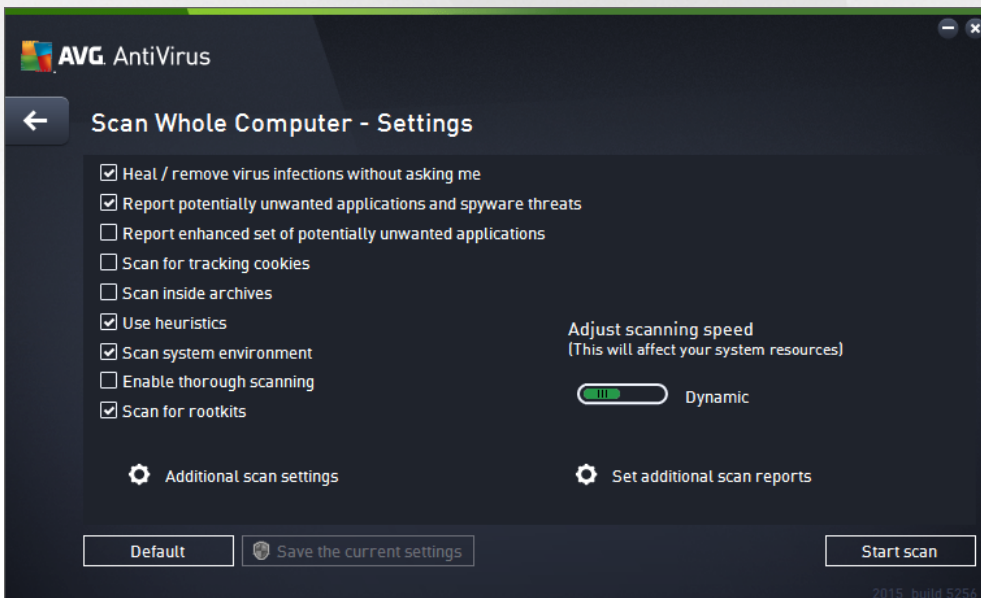 AVG. AntiVirus
Scan Whole Computer - Settings
Heal / remove virus infections without asking me
Report potentially unwanted applications and spyware threats
Report enhanced set of potentially unwanted applications
Scan for tracking cookies
Scan inside archives
Use heuristics
Scan system environment
Enable thorough scanning
Scan for rootkits
Adjust scanning speed
(This will affect your system resources)
Dynamic
Additional scan settings
Set additional scan reports
Default
Save the current settings
Start scan
2015 build 5256